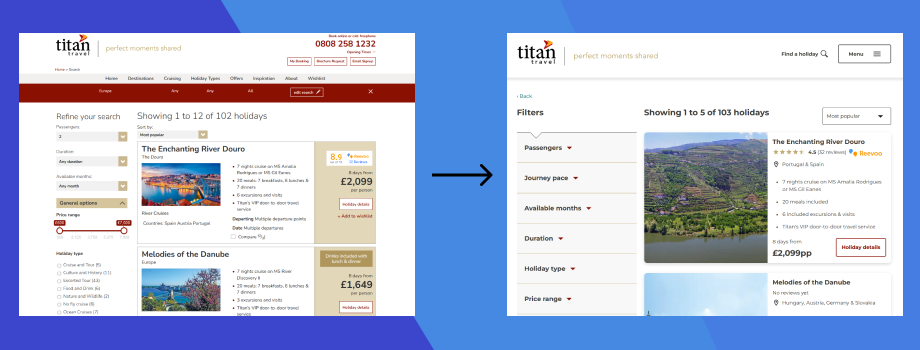 titan
travel
perfect moments shared
Book online or call freephone
0808 258 1232
Opening Times
My Booking
Brochure Request
Email Signup
Home > Search
Home Destinations Cruising Holiday Types Offers Inspiration About Wishlist
Europe Any Any All edit search
Refine your search
Passengers:
2
Duration:
Any duration
Available months:
Any month
General options
Price range
Holiday type
Cruise and Tour (5)
Culture and History (11)
Escorted Tour (43)
Food and Drink (6)
Nature and Wildlife (2)
No fly cruise (8)
Ocean Cruises (7)
Showing 1 to 12 of 102 holidays
Sort by:
Most popular
The Enchanting River Douro
The Douro
River Cruises
Countries: Spain Austria Portugal
7 nights cruise on MS Amalia
Rodrigues or MS Gil Eanes
20 meals: 7 breakfasts, 6 lunches &
7 dinners
6 excursions and visits
Titan's VIP door-to-door travel
service
Departing Multiple departure points
Date Multiple departures
Compare
8.9
Reevoo
8 days from
£2,099
per person
Holiday details
+ Add to wishlist
Melodies of the Danube
Europe
7 nights cruise on MS River
Discovery II
20 meals: 7 breakfast, 6 lunches &
7 dinners
3 excursions and visits
Titan's VIP door-to-door travel
service
Drinks included with
lunch & dinner
8 days from
£1,649
per person
Holiday details
titan
travel
perfect moments shared
Find a holiday
Menu
‹ Back
Filters
Passengers
Journey pace
Available months
Duration
Holiday type
Price range
Showing 1 to 5 of 103 holidays
Most popular
The Enchanting River Douro
4.5 (32 reviews) Reevoo
Portugal & Spain
7 nights cruise on MS Amalia Rodrigues
or MS Gil Eanes
20 meals included
6 included excursions & visits
Titan's VIP door-to-door travel service
8 days from
£2,099pp
Holiday details
Melodies of the Danube
No reviews yet
Hungary, Austria, Germany & Slovakia